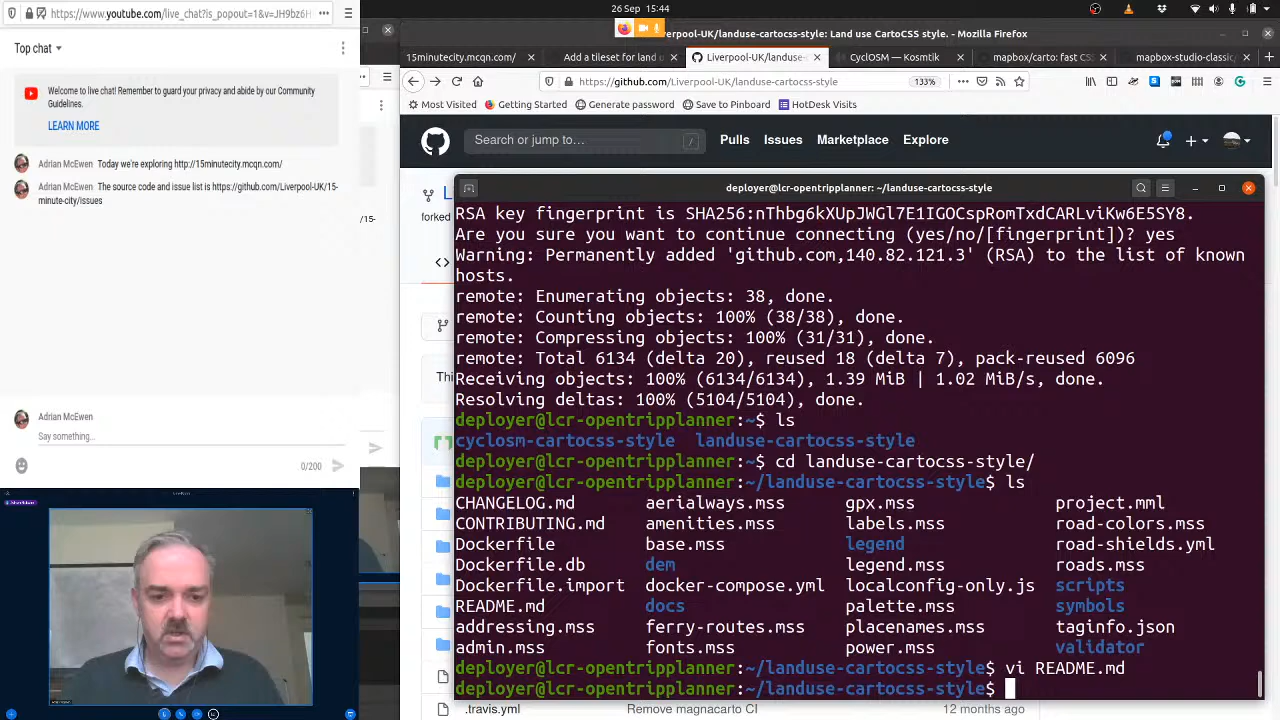 26 Sep 15:44
https://www.youtube.com/live_chat?is_popout=1&v=JH9bz6H
Top chat
Welcome to live chat! Remember to guard your privacy and abide by our Community
Guidelines.
LEARN MORE
Adrian McEwen Today we're exploring http://15minutecity.mcqn.com/
Adrian McEwen The source code and issue list is https://github.com/Liverpool-UK/15-
minute-city/issues
Adrian McEwen
Say something...
0/200
verpool-UK/landuse-cartocss-style: Land use CartoCSS style. - Mozilla Firefox
15minutecity.mcqn.com/
Add a tileset for land u
Liverpool-UK/landuse-
CyclOSM — Kosmtik
mapbox/carto: fast CS
mapbox-studio-classic
https://github.com/Liverpool-UK/landuse-cartocss-style
133%
Most Visited
Getting Started
Generate password
Save to Pinboard
HotDesk Visits
Search or jump to...
/
Pulls
Issues
Marketplace
Explore
L
forked
/15-
Thi
deployer@lcr-opentripplanner: ~/landuse-cartocss-style
RSA key fingerprint is SHA256:nThbg6kXUpJWGl7E1IGOCspRomTxdCARLviKw6E5SY8.
Are you sure you want to continue connecting (yes/no/[fingerprint])? yes
Warning: Permanently added 'github.com,140.82.121.3' (RSA) to the list of known
hosts.
remote: Enumerating objects: 38, done.
remote: Counting objects: 100% (38/38), done.
remote: Compressing objects: 100% (31/31), done.
remote: Total 6134 (delta 20), reused 18 (delta 7), pack-reused 6096
Receiving objects: 100% (6134/6134), 1.39 MiB | 1.02 MiB/s, done.
Resolving deltas: 100% (5104/5104), done.
deployer@lcr-opentripplanner:~$ ls
cyclosm-cartocss-style landuse-cartocss-style
deployer@lcr-opentripplanner:~$ cd landuse-cartocss-style/
deployer@lcr-opentripplanner:~/landuse-cartocss-style$ ls
CHANGELOG.md aerialways.mss gpx.mss project.mml
CONTRIBUTING.md amenities.mss labels.mss road-colors.mss
Dockerfile base.mss legend road-shields.yml
Dockerfile.db dem legend.mss roads.mss
Dockerfile.import docker-compose.yml localconfig-only.js scripts
README.md docs palette.mss symbols
addressing.mss ferry-routes.mss placenames.mss taginfo.json
admin.mss fonts.mss power.mss validator
deployer@lcr-opentripplanner:~/landuse-cartocss-style$ vi README.md
deployer@lcr-opentripplanner:~/landuse-cartocss-style$
.travis.yml Remove magnacarto CI 12 months ago